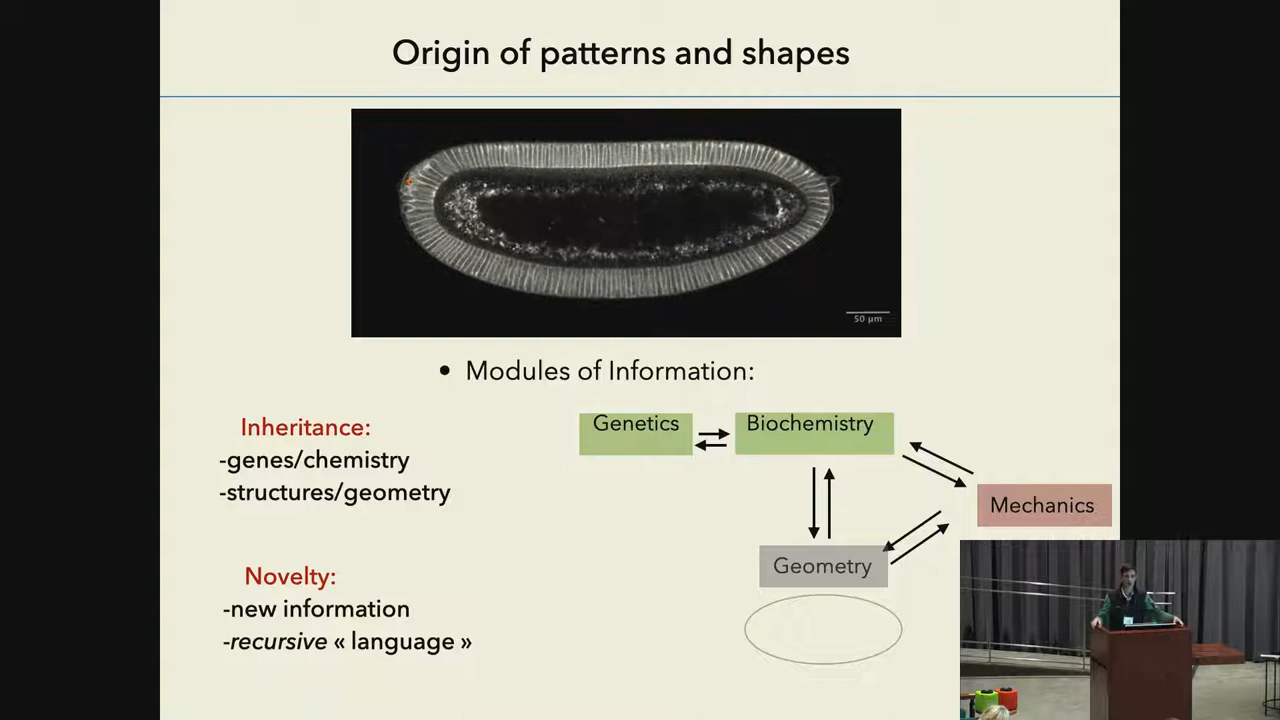 Origin of patterns and shapes
50 µm
• Modules of Information:
Inheritance:
-genes/chemistry
-structures/geometry
Genetics
Biochemistry
Mechanics
Geometry
Novelty:
-new information
-recursive « language »